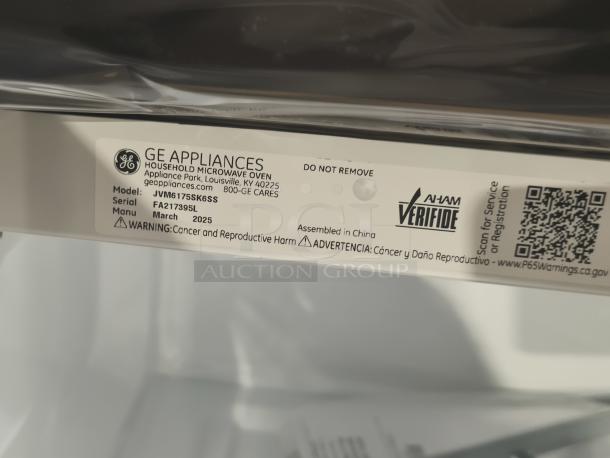 GE APPLIANCES
HOUSEHOLD MICROWAVE OVEN
Appliance Park, Louisville, KY 40225
geappliances.com 800-GE CARES
Model: JVM6175SK6SS
Serial FA217395L
Manu March 2025
⚠WARNING: Cancer and Reproductive Harm ⚠ADVERTENCIA: Cáncer y Daño Reproductivo - www.P65Warnings.ca.gov
DO NOT REMOVE
Assembled in China
AHAM
VERIFIDE
Scan for Service
or Registration
AUCTION GROUP